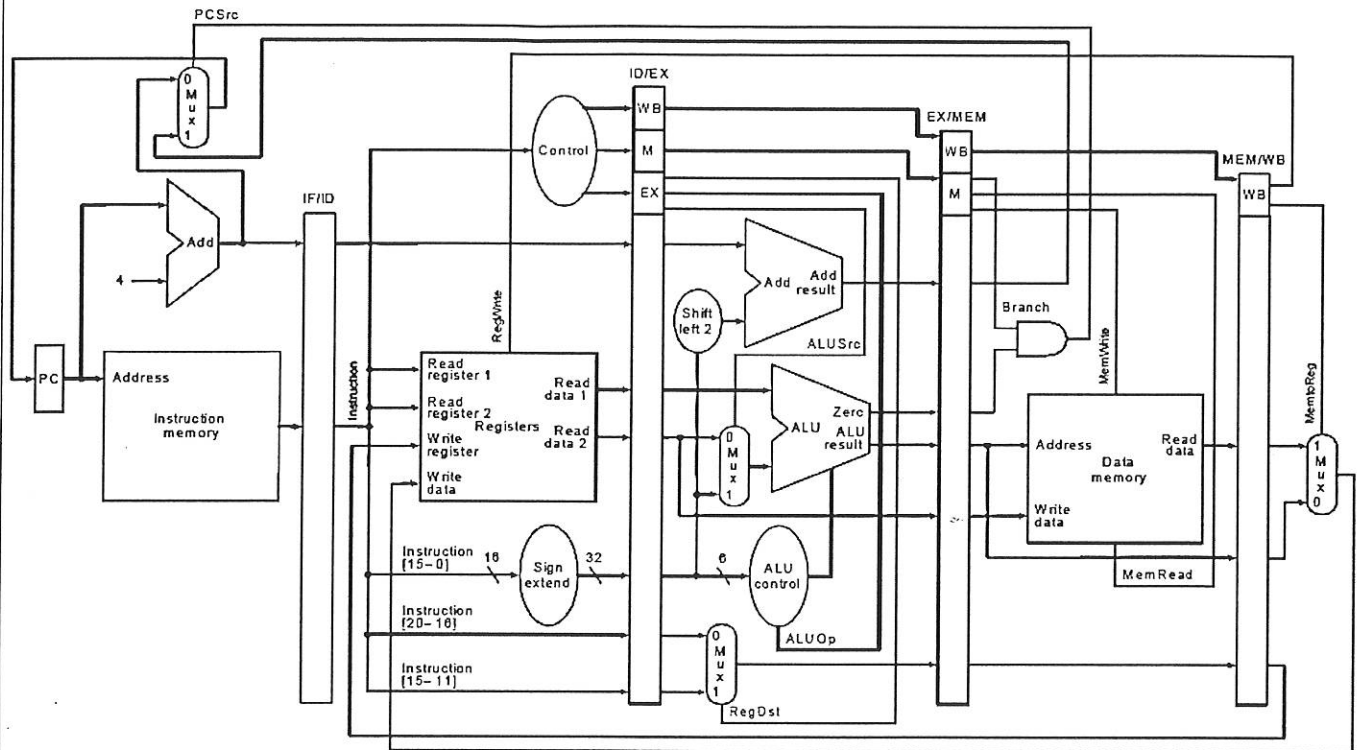 PCSrc
0
M
u
x
1
ID/EX
WB
M
EX
Control
EX/MEM
WB
M
MEM/WB
WB
IF/ID
Add
4
RegWrite
Add
Add
result
Shift
left 2
Branch
ALUSrc
MemWrite
MemtoReg
PC
Address
Instruction
memory
Instruction
Read
register 1
Read
register 2
Write
register
Write
data
Registers
Read
data 1
Read
data 2
0
M
u
x
1
ALU
Zero
ALU
result
Address
Read
data
Data
memory
Write
data
1
M
u
x
0
Instruction
[15-0]
16
Sign
extend
32
6
ALU
control
MemRead
Instruction
[20-16]
0
M
u
x
1
ALUOp
Instruction
[15-11]
RegDst